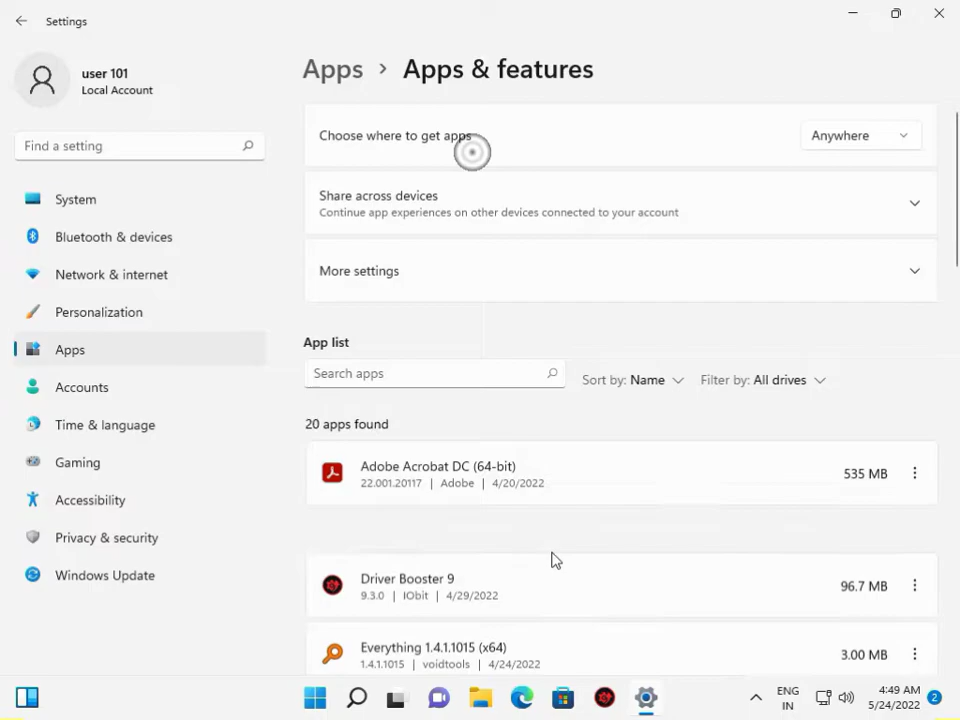 Settings
user 101
Local Account
Find a setting
System
Bluetooth & devices
Network & internet
Personalization
Apps
Accounts
Time & language
Gaming
Accessibility
Privacy & security
Windows Update
Apps > Apps & features
Choose where to get apps
Anywhere
Share across devices
Continue app experiences on other devices connected to your account
More settings
App list
Search apps
Sort by: Name
Filter by: All drives
20 apps found
Adobe Acrobat DC (64-bit)
22.001.20117 | Adobe | 4/20/2022
535 MB
Driver Booster 9
9.3.0 | IObit | 4/29/2022
96.7 MB
Everything 1.4.1.1015 (x64)
1.4.1.1015 | voidtools | 4/24/2022
3.00 MB
ENG
IN
4:49 AM
5/24/2022
2